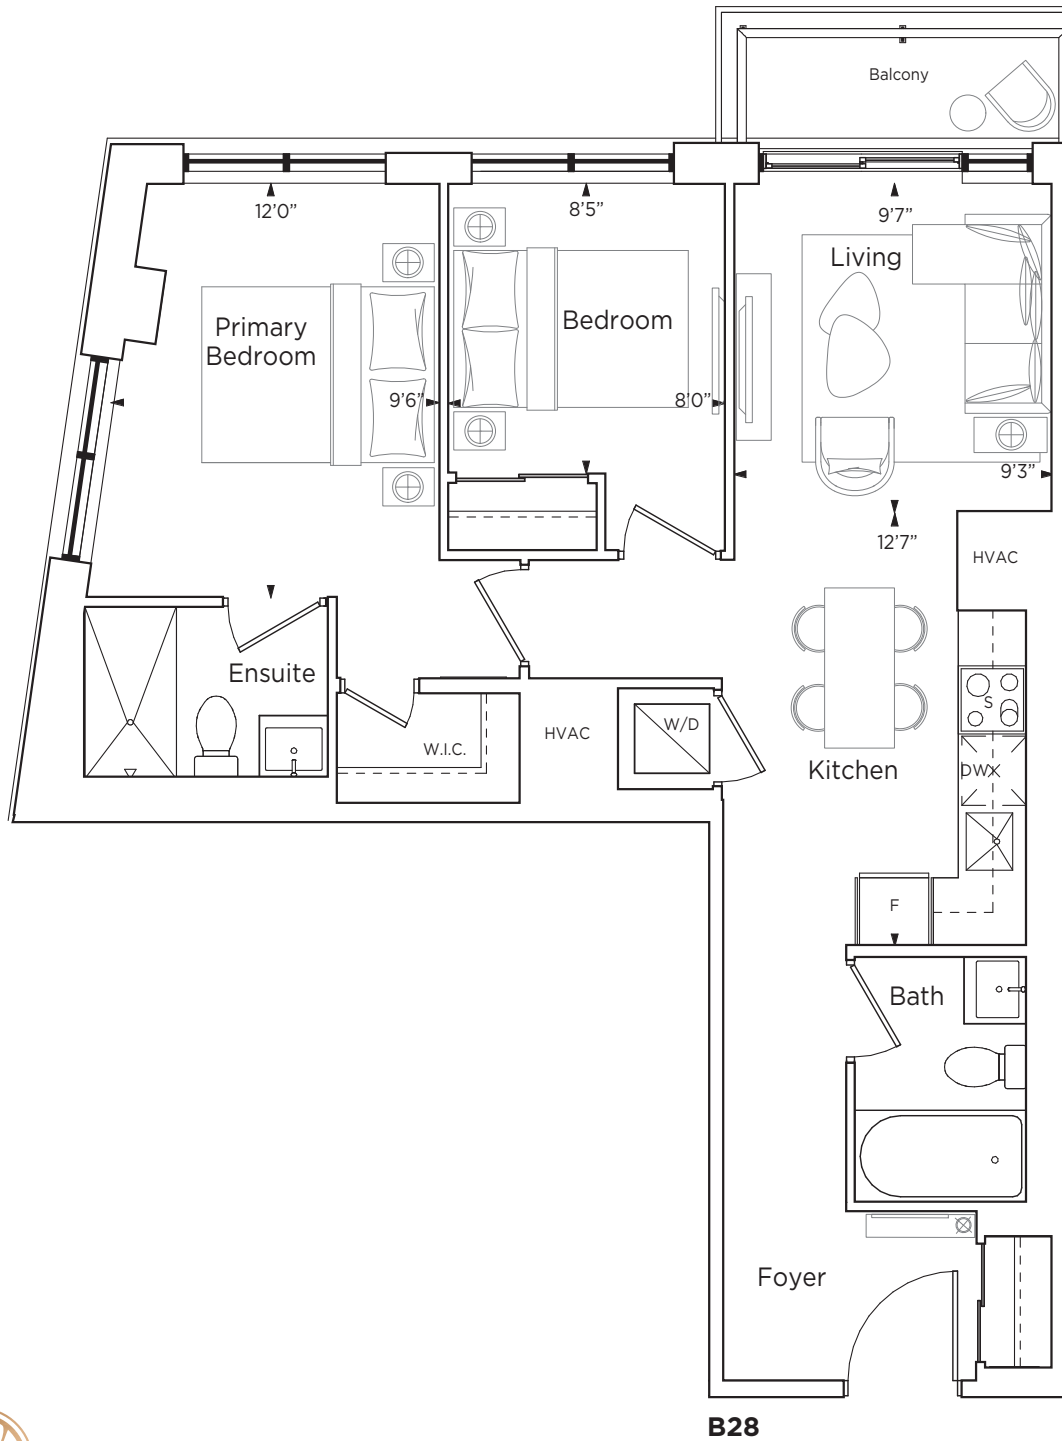 Balcony
12'0"
8'5"
9'7"
Living
Primary
Bedroom
Bedroom
9'6"
8'0"
9'3"
12'7"
HVAC
Ensuite
S
W.I.C.
HVAC
W/D
Kitchen
DW
F
Bath
Foyer
B28